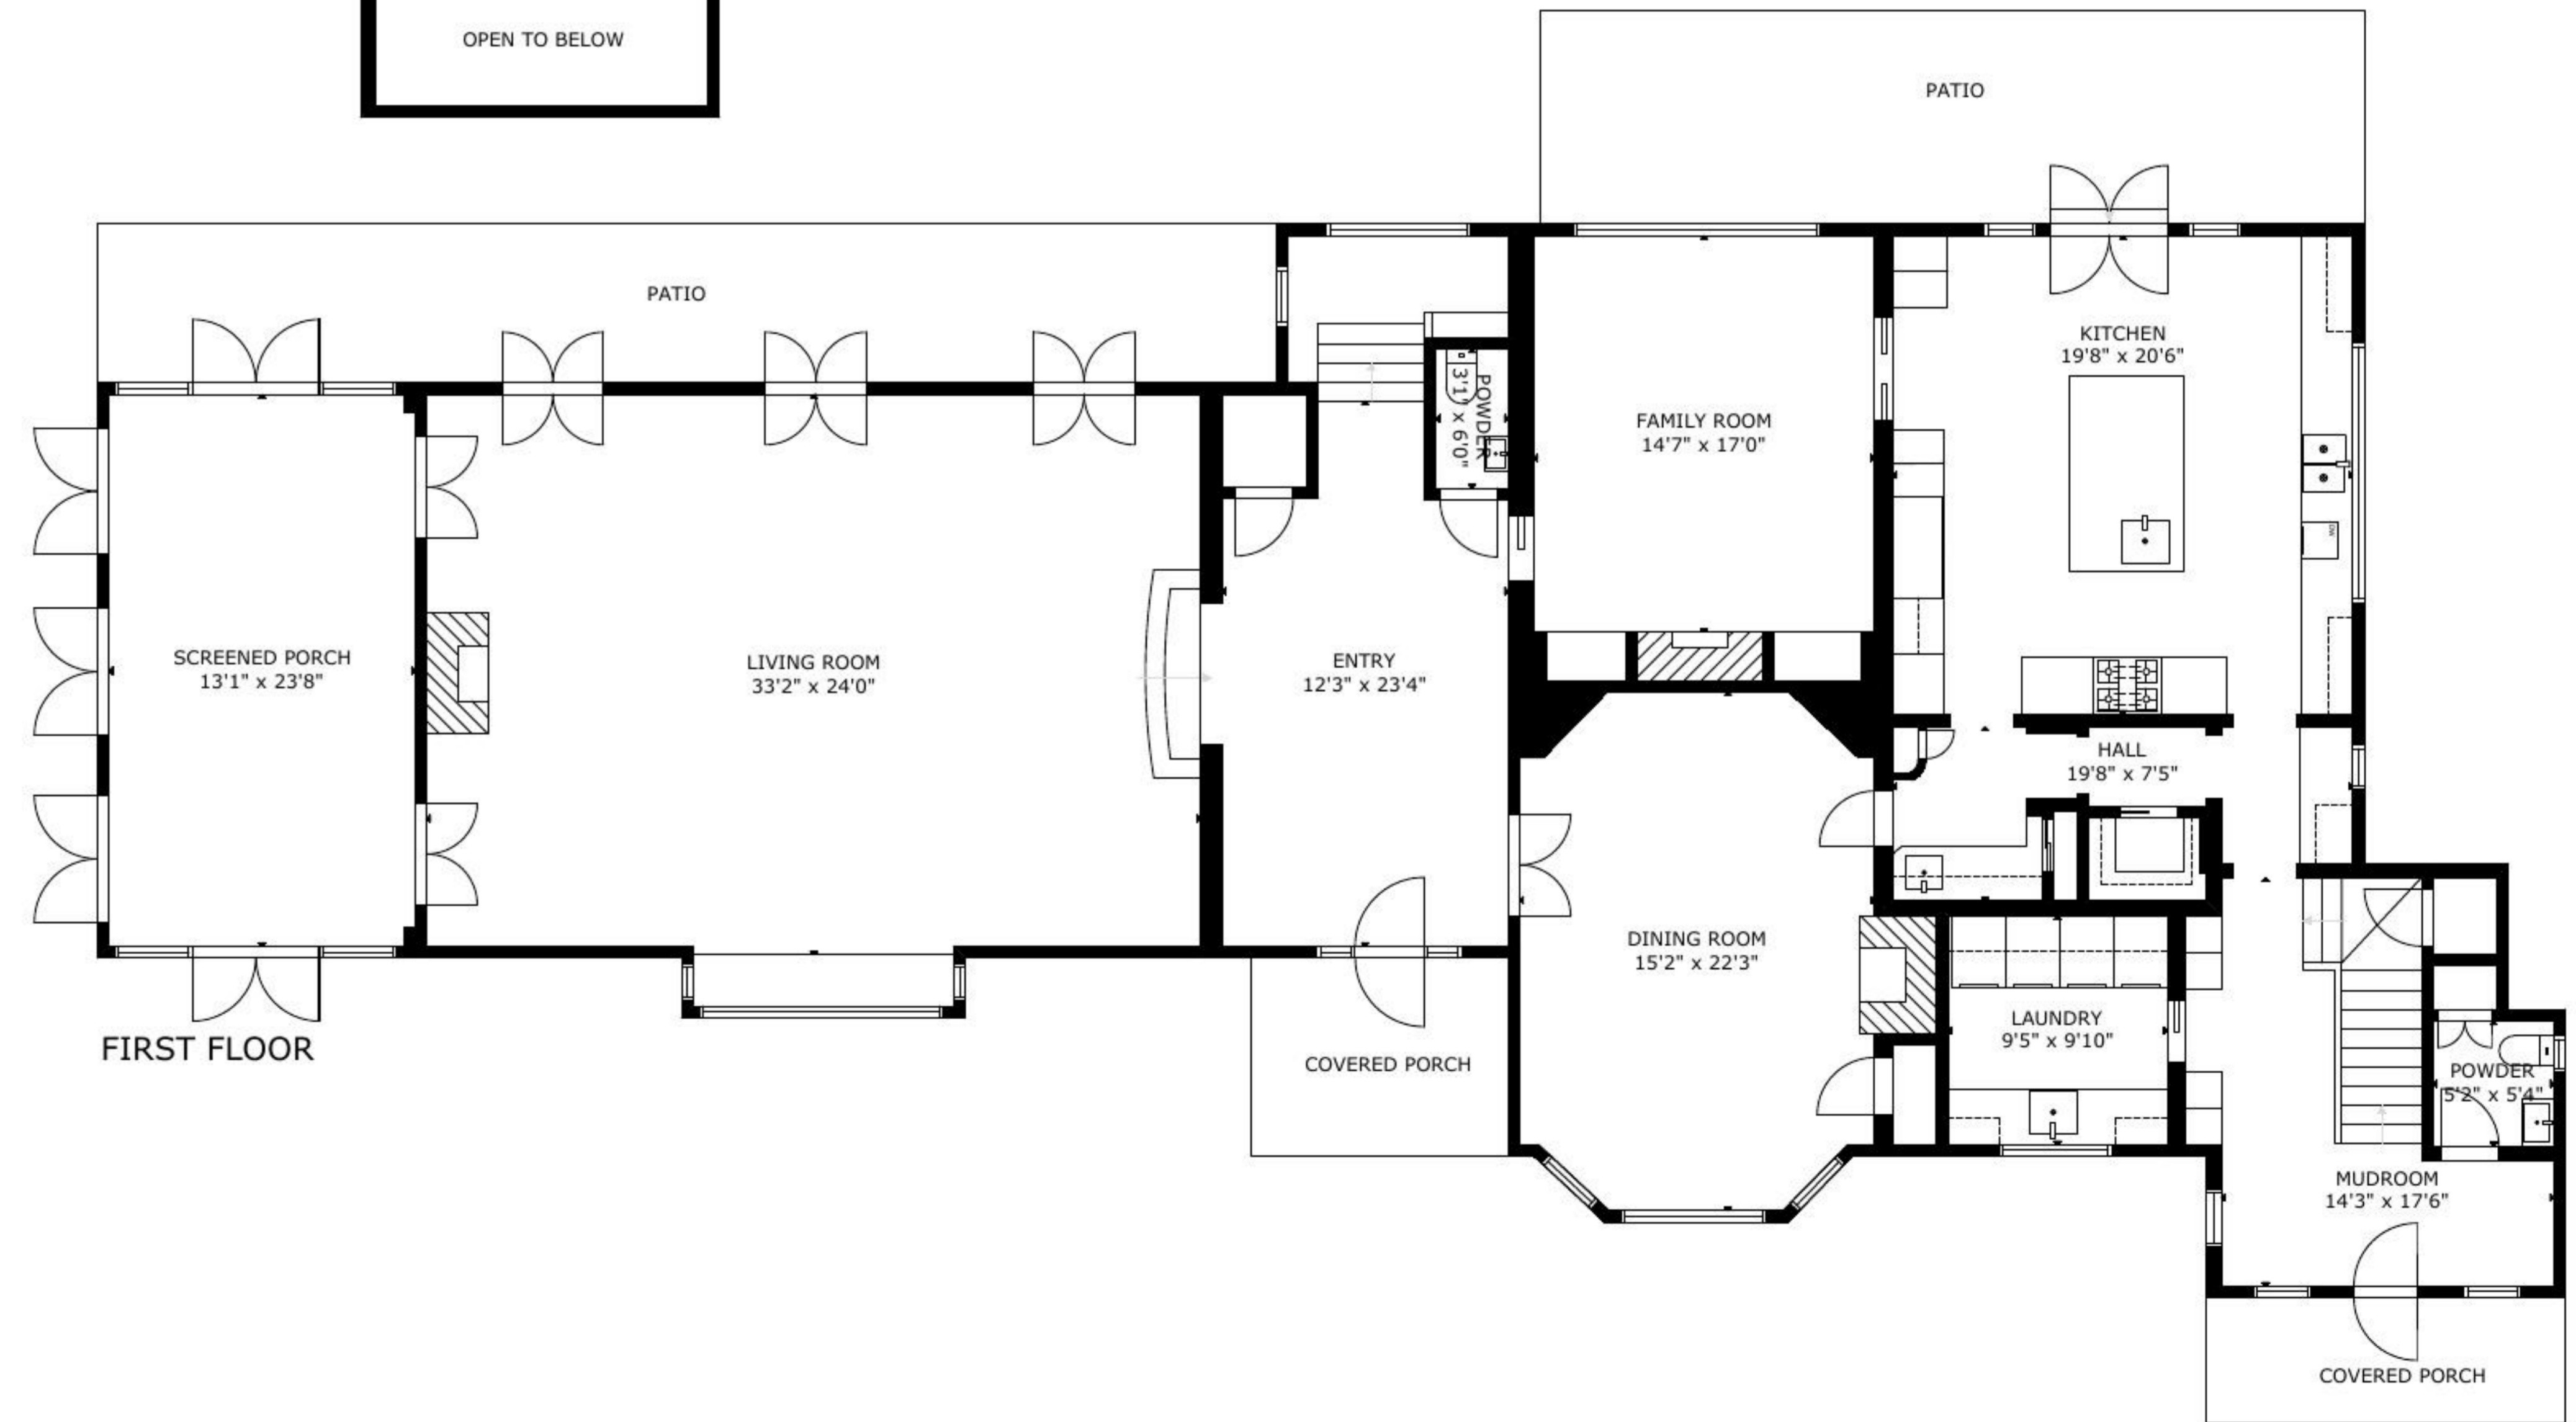 OPEN TO BELOW
PATIO
PATIO
KITCHEN
19'8" x 20'6"
POWDER
3'1" x 6'0"
FAMILY ROOM
14'7" x 17'0"
DW
SCREENED PORCH
13'1" x 23'8"
LIVING ROOM
33'2" x 24'0"
ENTRY
12'3" x 23'4"
HALL
19'8" x 7'5"
DINING ROOM
15'2" x 22'3"
LAUNDRY
9'5" x 9'10"
FIRST FLOOR
COVERED PORCH
POWDER
5'2" x 5'4"
MUDROOM
14'3" x 17'6"
COVERED PORCH